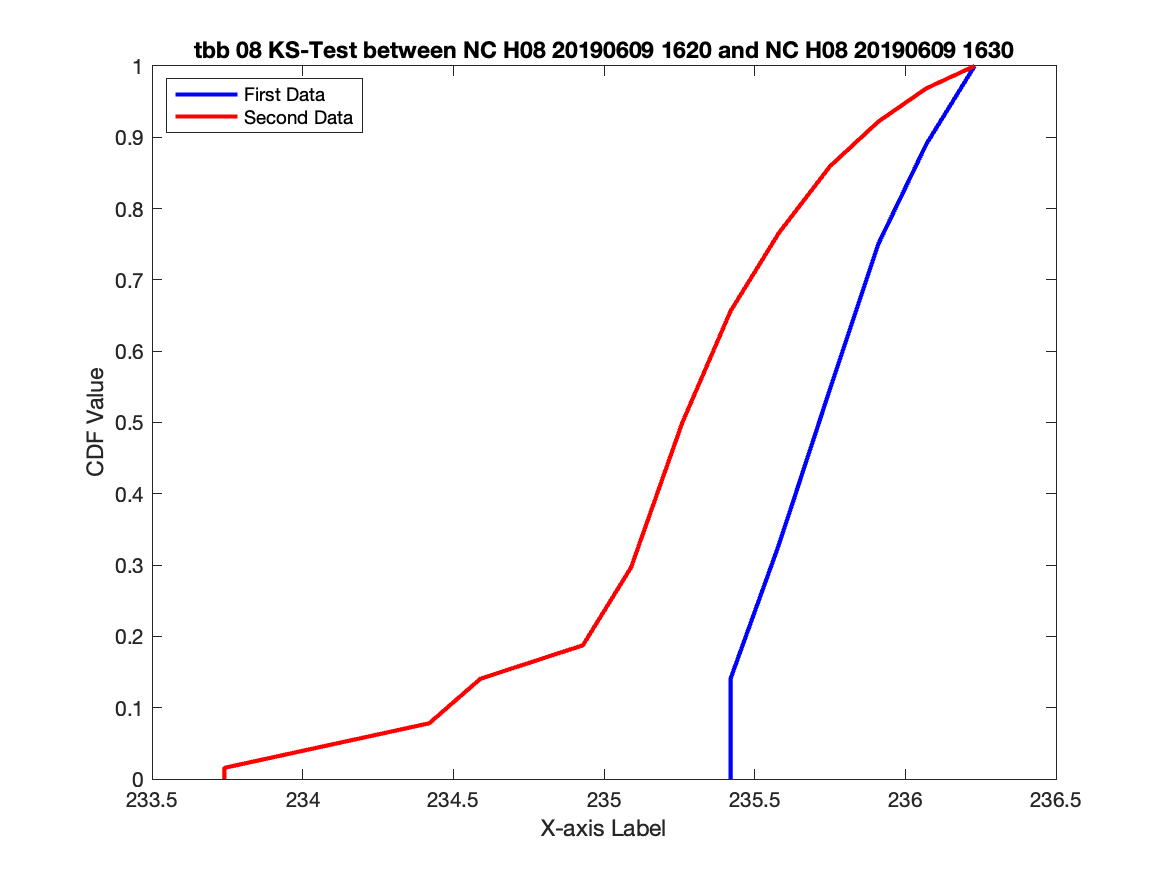 tbb 08 KS-Test between NC H08 20190609 1620 and NC H08 20190609 1630
First Data
Second Data
1
0.9
0.8
0.7
0.6
0.5
0.4
0.3
0.2
0.1
0
CDF Value
233.5 234 234.5 235 235.5 236 236.5
X-axis Label